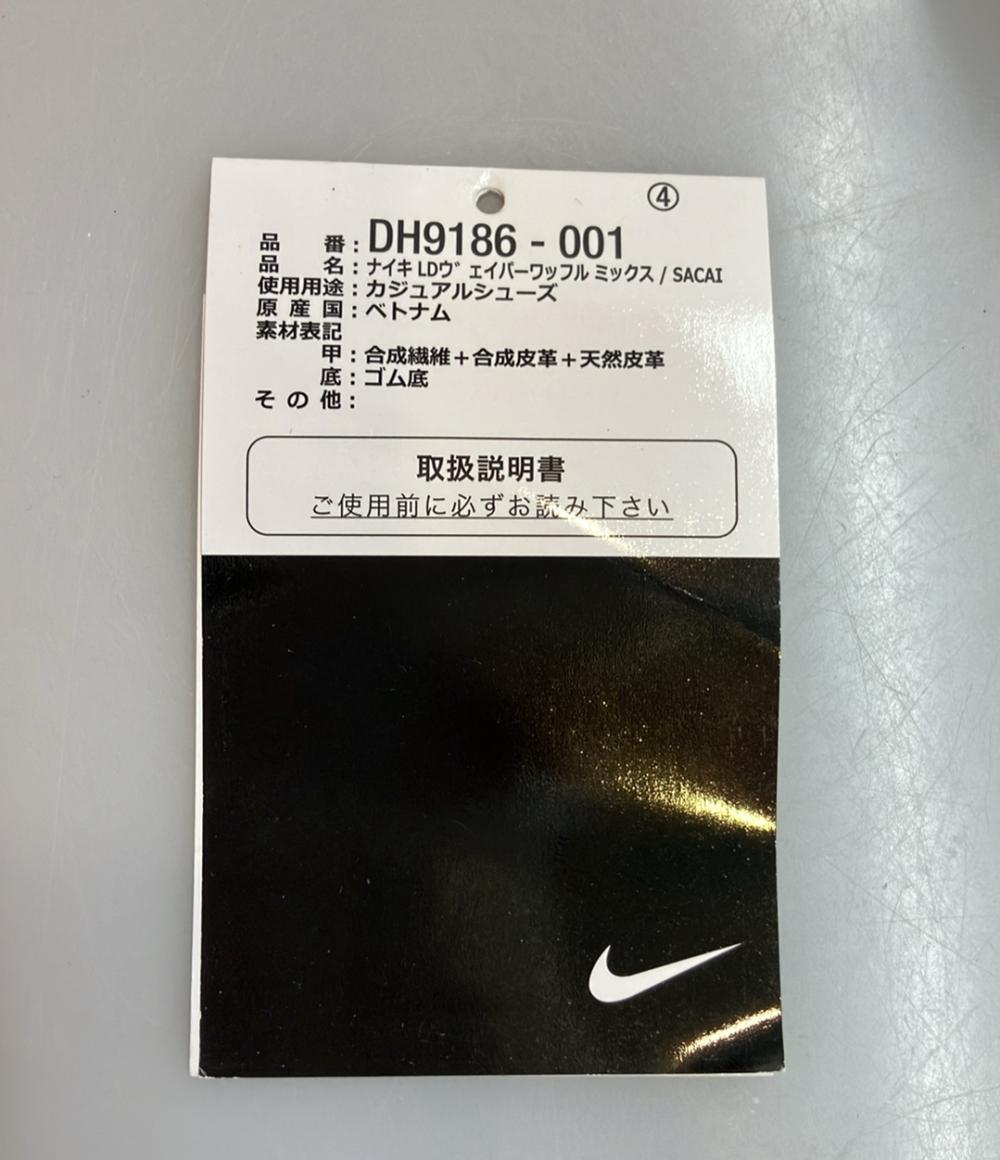 ④
品番：DH9186 - 001
品名：ナイキ LDヴェイパーワッフル ミックス / SACAI
使用用途：カジュアルシューズ
原産国：ベトナム
素材表記
甲：合成繊維＋合成皮革＋天然皮革
底：ゴム底
その他：
取扱説明書
ご使用前に必ずお読み下さい